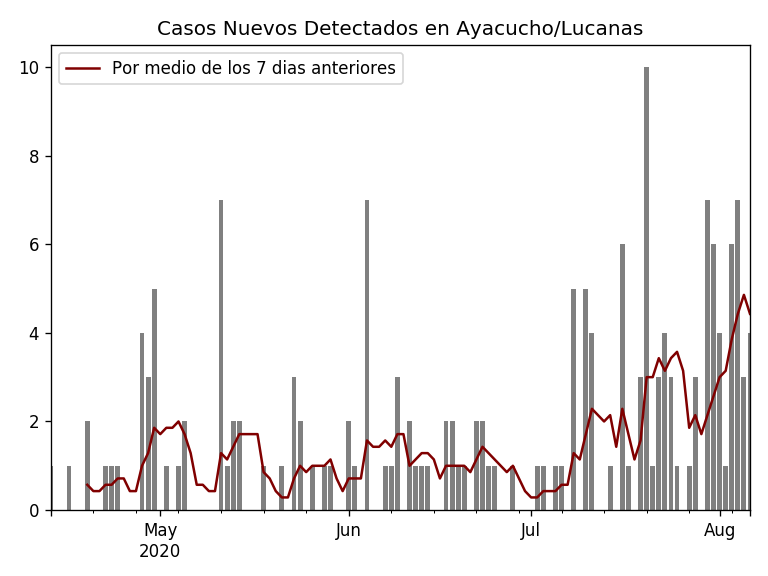 Casos Nuevos Detectados en Ayacucho/Lucanas
Por medio de los 7 dias anteriores
10
8
6
4
2
0
May
2020
Jun
Jul
Aug